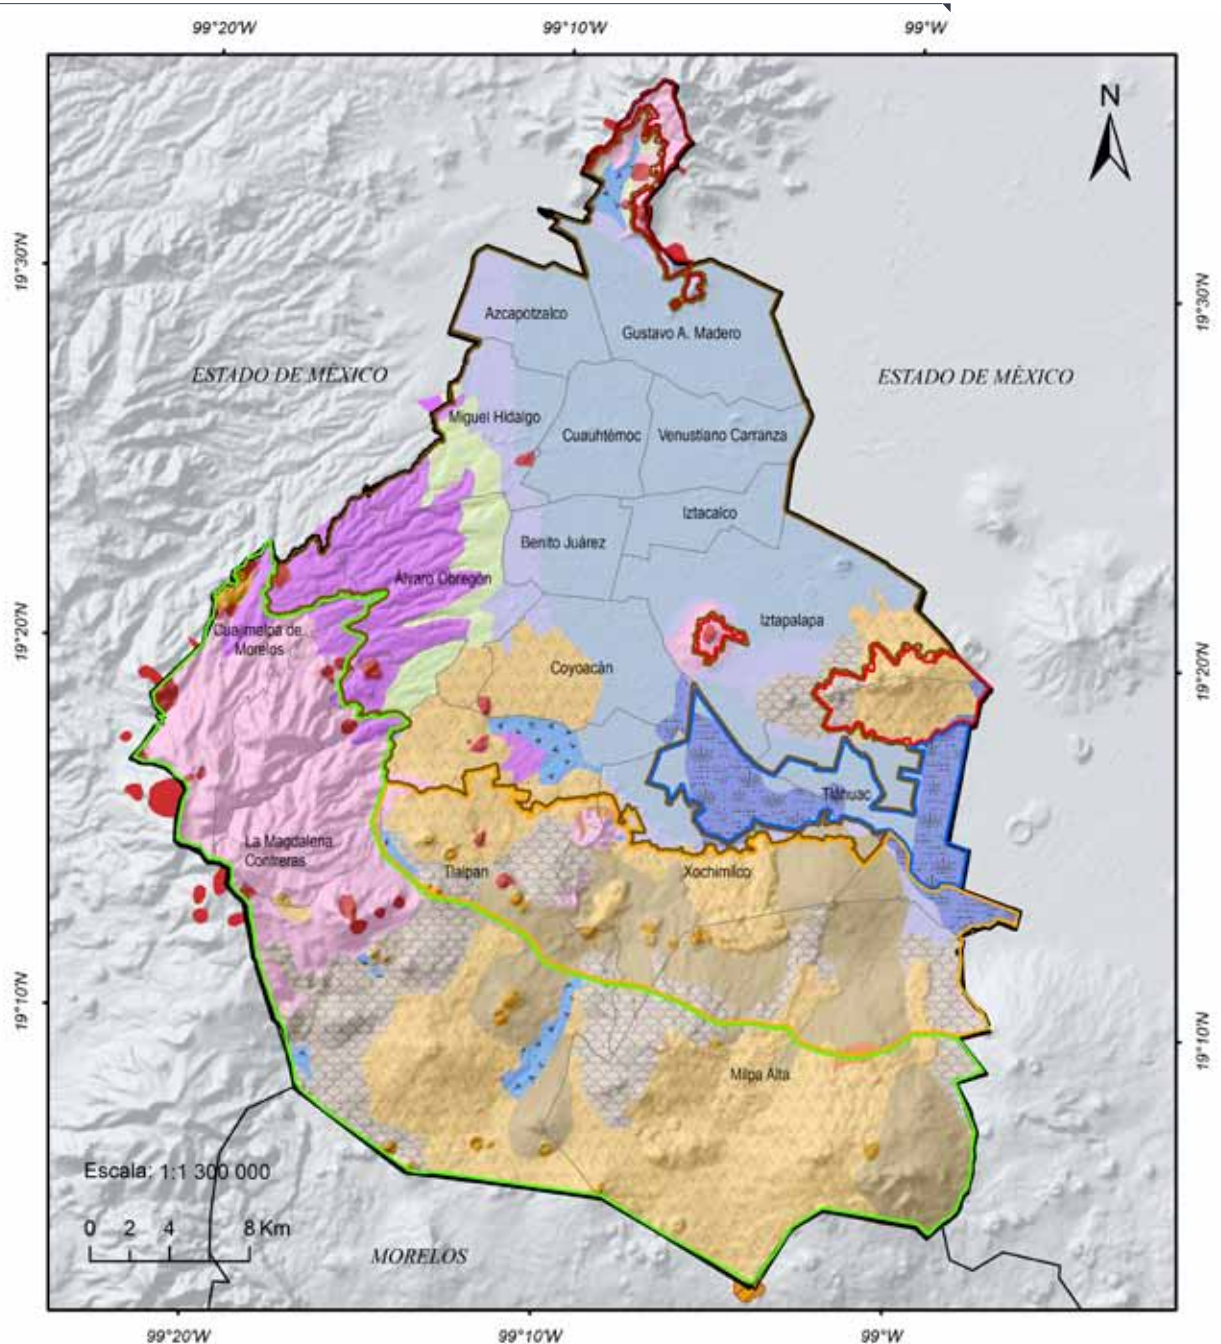 99°20'W 99°10'W 99°W
N
19°30'N
19°30'N
Azcapotzalco
Gustavo A. Madero
ESTADO DE MÉXICO
ESTADO DE MÉXICO
Miguel Hidalgo
Cuauhtémoc
Venustiano Carranza
Iztacalco
Benito Juárez
Álvaro Obregón
Iztapalapa
19°20'N
Cuajimalpa de
Morelos
Coyoacán
19°20'N
Tláhuac
La Magdalena
Contreras
Tlalpan
Xochimilco
19°10'N
19°10'N
Milpa Alta
Escala: 1:1 300 000
0 2 4 8 Km
MORELOS
99°20'W 99°10'W 99°W